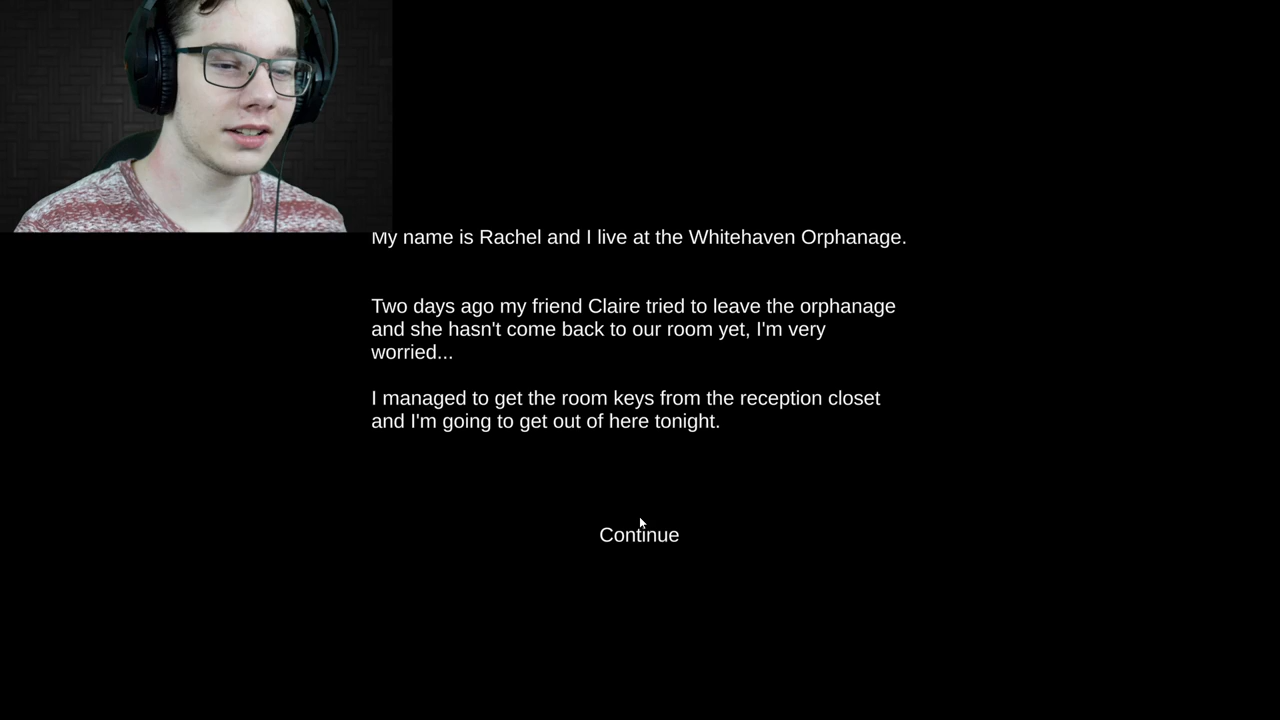 My name is Rachel and I live at the Whitehaven Orphanage.
Two days ago my friend Claire tried to leave the orphanage
and she hasn't come back to our room yet, I'm very
worried...
I managed to get the room keys from the reception closet
and I'm going to get out of here tonight.
Continue